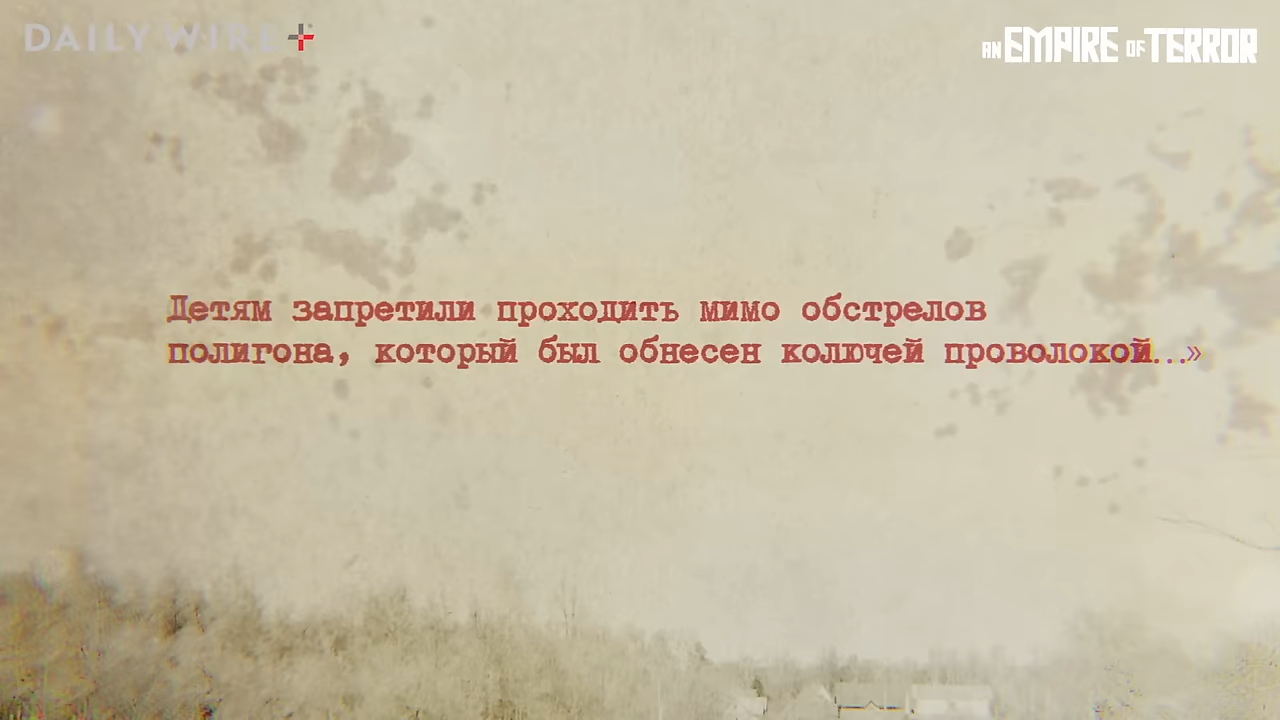 DAILY WIRE+
AN EMPIRE OF TERROR
Детям запретили проходить мимо обстрелов
полигона, который был обнесен колючей проволокой...»